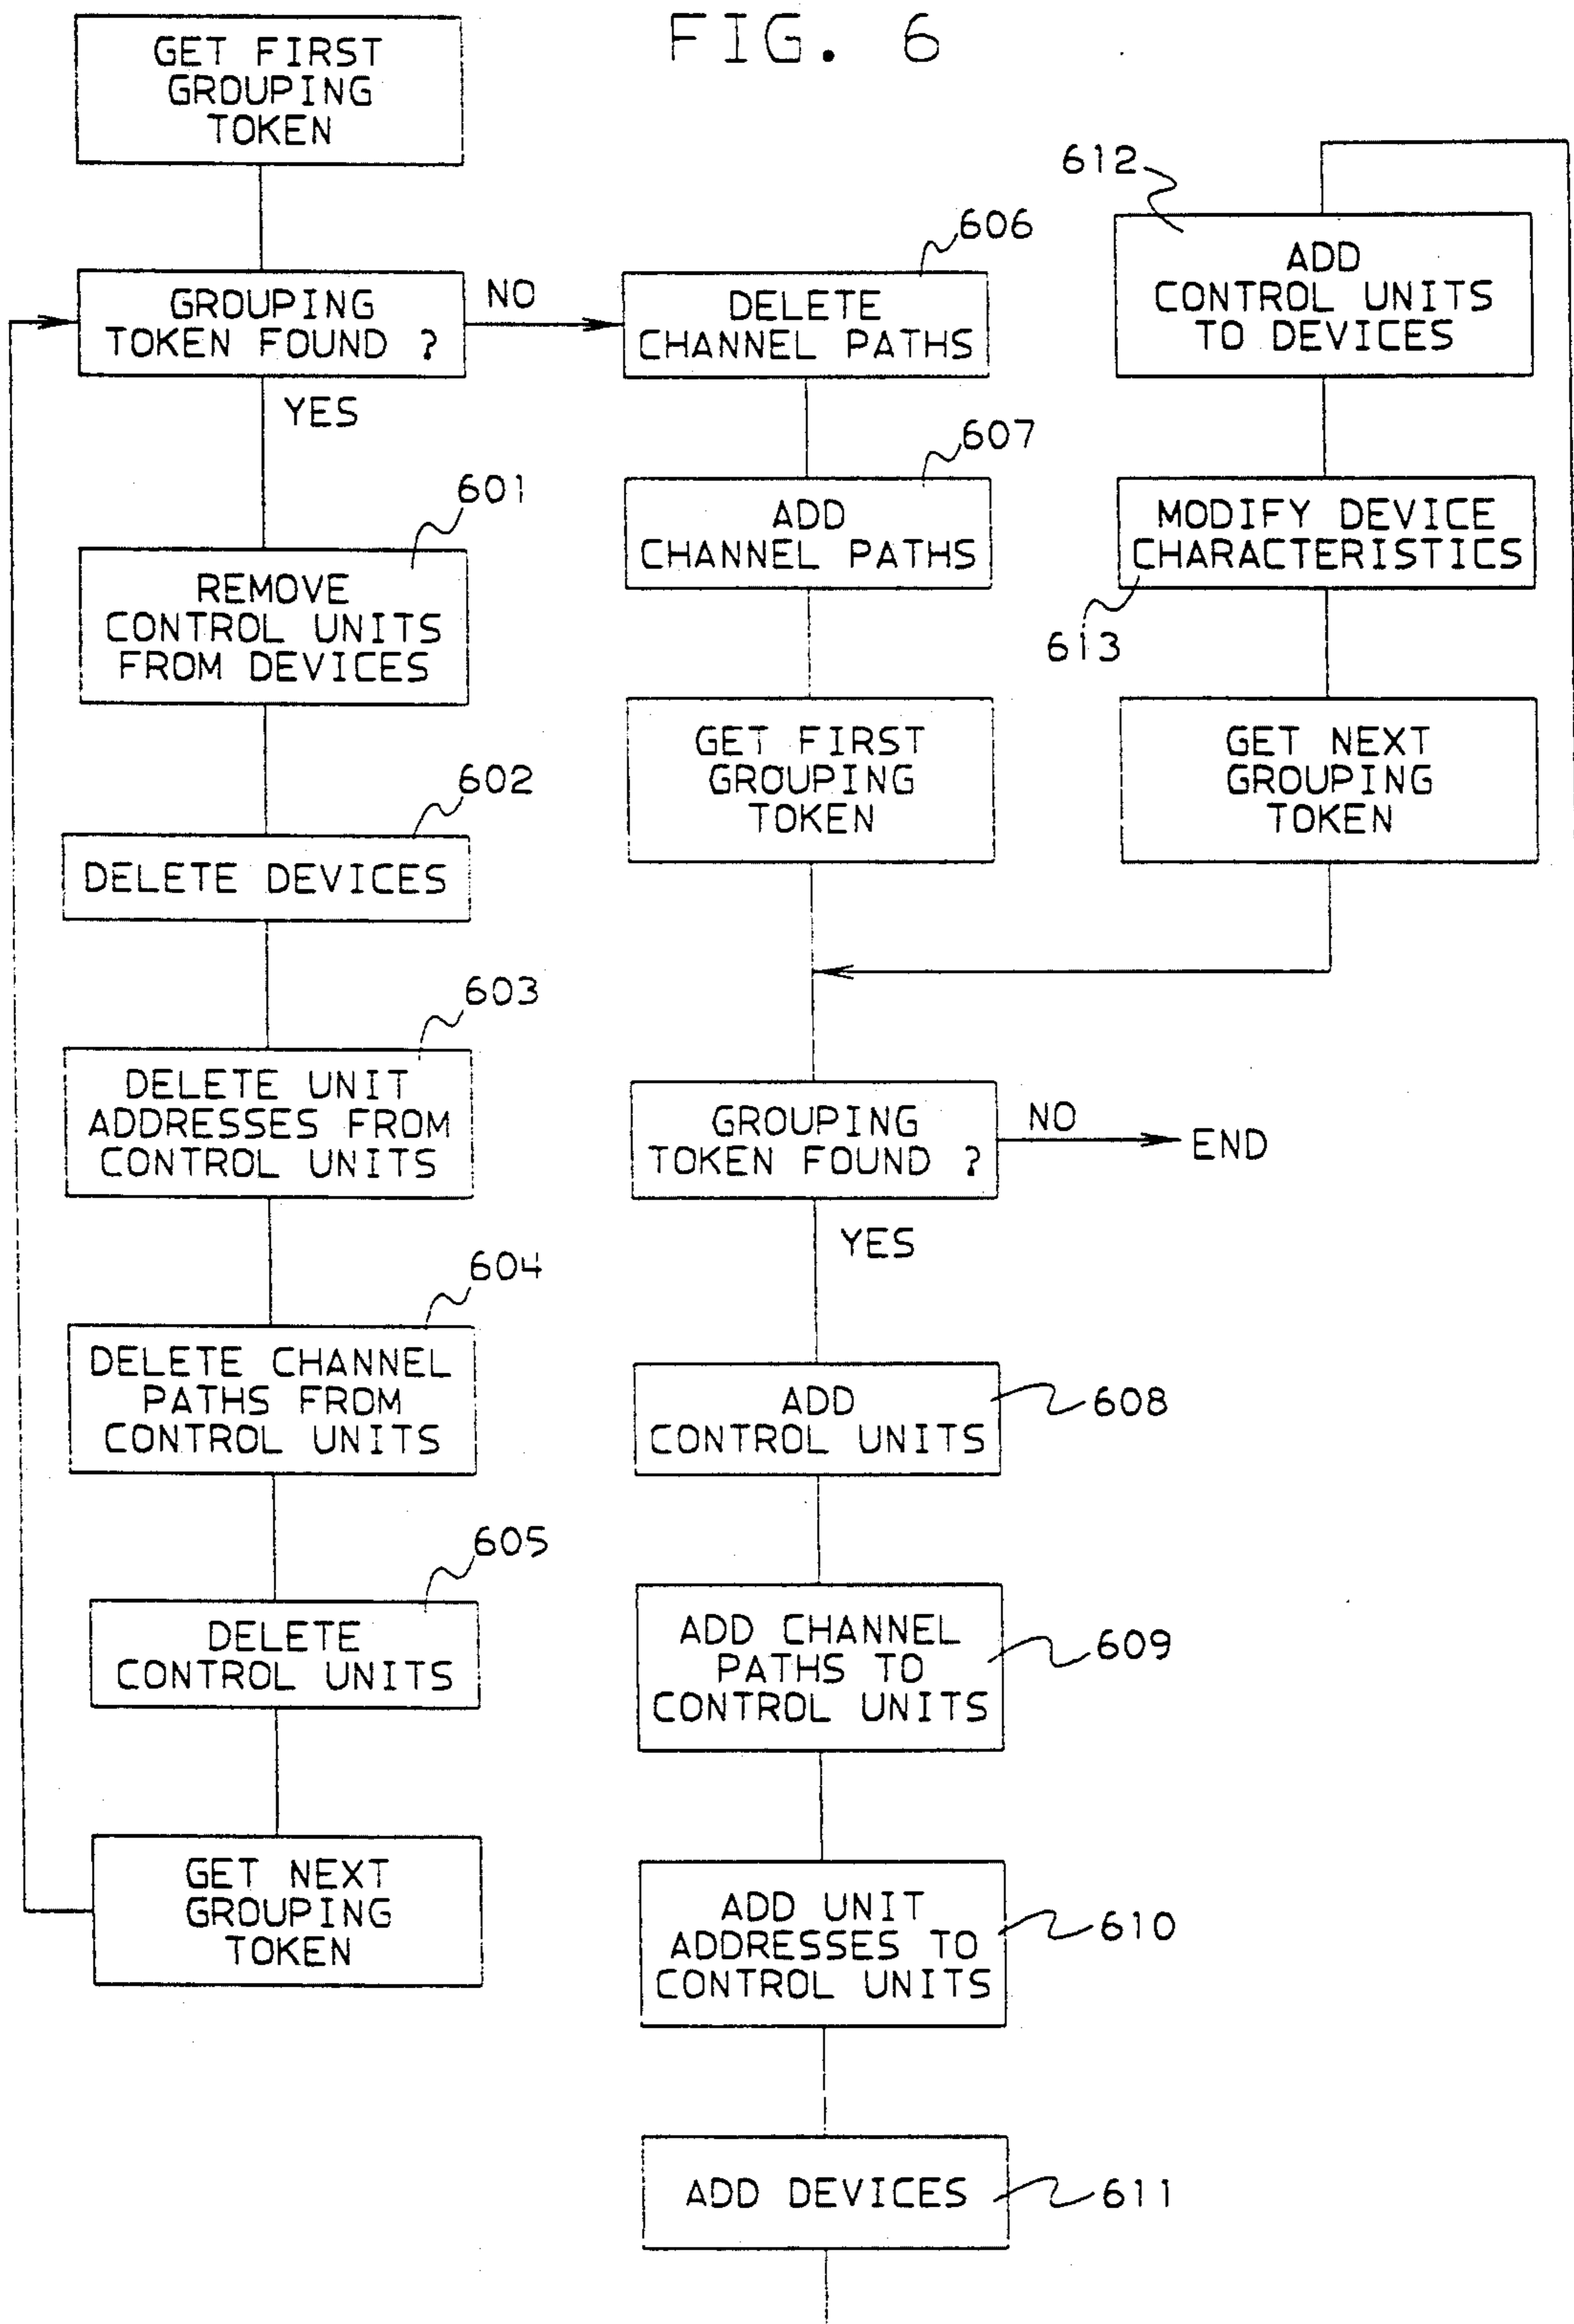 FIG. 6
GET FIRST
GROUPING
TOKEN
GROUPING
TOKEN FOUND ?
NO
YES
601
REMOVE
CONTROL UNITS
FROM DEVICES
602
DELETE DEVICES
603
DELETE UNIT
ADDRESSES FROM
CONTROL UNITS
604
DELETE CHANNEL
PATHS FROM
CONTROL UNITS
605
DELETE
CONTROL UNITS
GET NEXT
GROUPING
TOKEN
606
DELETE
CHANNEL PATHS
607
ADD
CHANNEL PATHS
GET FIRST
GROUPING
TOKEN
GROUPING
TOKEN FOUND ?
NO
END
YES
ADD
CONTROL UNITS
608
ADD CHANNEL
PATHS TO
CONTROL UNITS
609
ADD UNIT
ADDRESSES TO
CONTROL UNITS
610
ADD DEVICES
611
612
ADD
CONTROL UNITS
TO DEVICES
MODIFY DEVICE
CHARACTERISTICS
613
GET NEXT
GROUPING
TOKEN